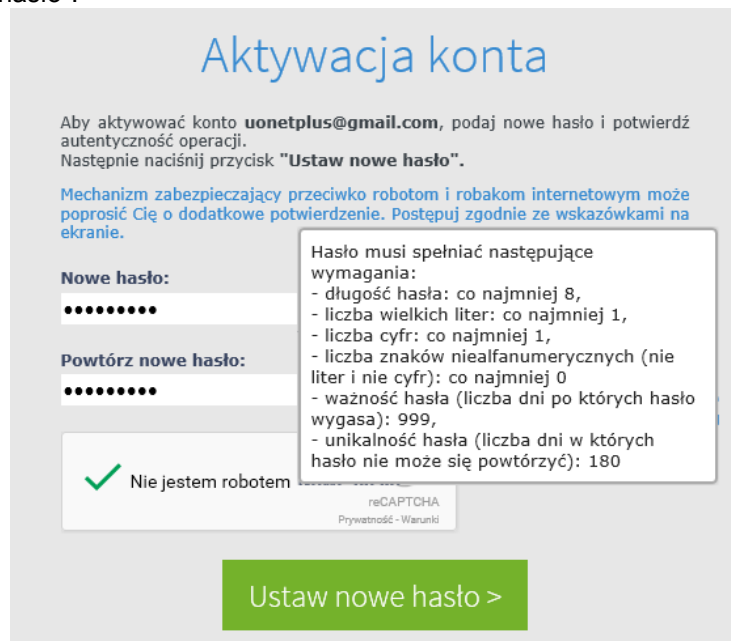 Aktywacja konta
Aby aktywować konto uonetplus@gmail.com, podaj nowe hasło i potwierdź
autentyczność operacji.
Następnie naciśnij przycisk "Ustaw nowe hasło".
Mechanizm zabezpieczający przeciwko robotom i robakom internetowym może
poprosić Cię o dodatkowe potwierdzenie. Postępuj zgodnie ze wskazówkami na
ekranie.
Hasło musi spełniać następujące
wymagania:
- długość hasła: co najmniej 8,
- liczba wielkich liter: co najmniej 1,
- liczba cyfr: co najmniej 1,
- liczba znaków niealfanumerycznych (nie
liter i nie cyfr): co najmniej 0
- ważność hasła (liczba dni po których hasło
wygasa): 999,
- unikalność hasła (liczba dni w których
hasło nie może się powtórzyć): 180
Nowe hasło:
•••••••••
Powtórz nowe hasło:
•••••••••
Nie jestem robotem
reCAPTCHA
Prywatność - Warunki
Ustaw nowe hasło >